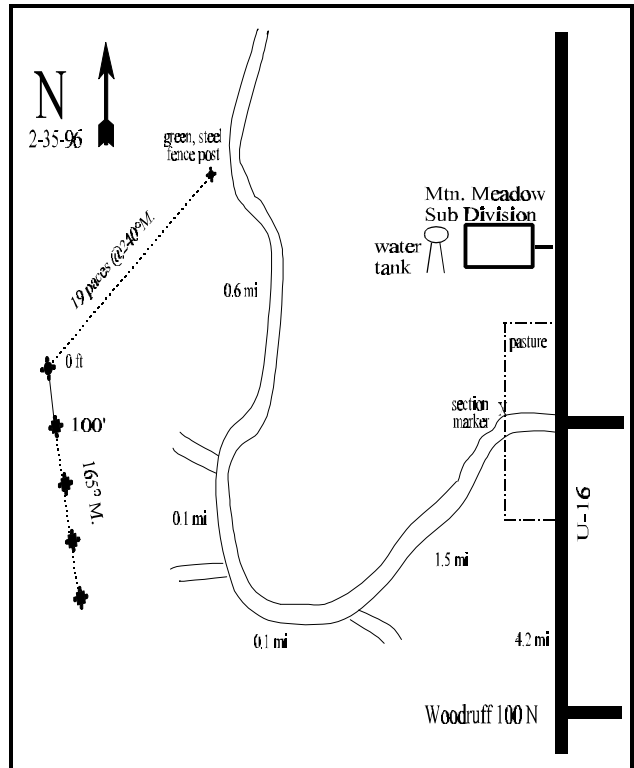 N
2-35-96
green, steel
fence post
Mtn. Meadow
Sub Division
water
tank
19 paces @240°M.
0.6 mi
pasture
0 ft
section
marker
100'
165° M.
0.1 mi
U-16
1.5 mi
0.1 mi
4.2 mi
Woodruff 100 N